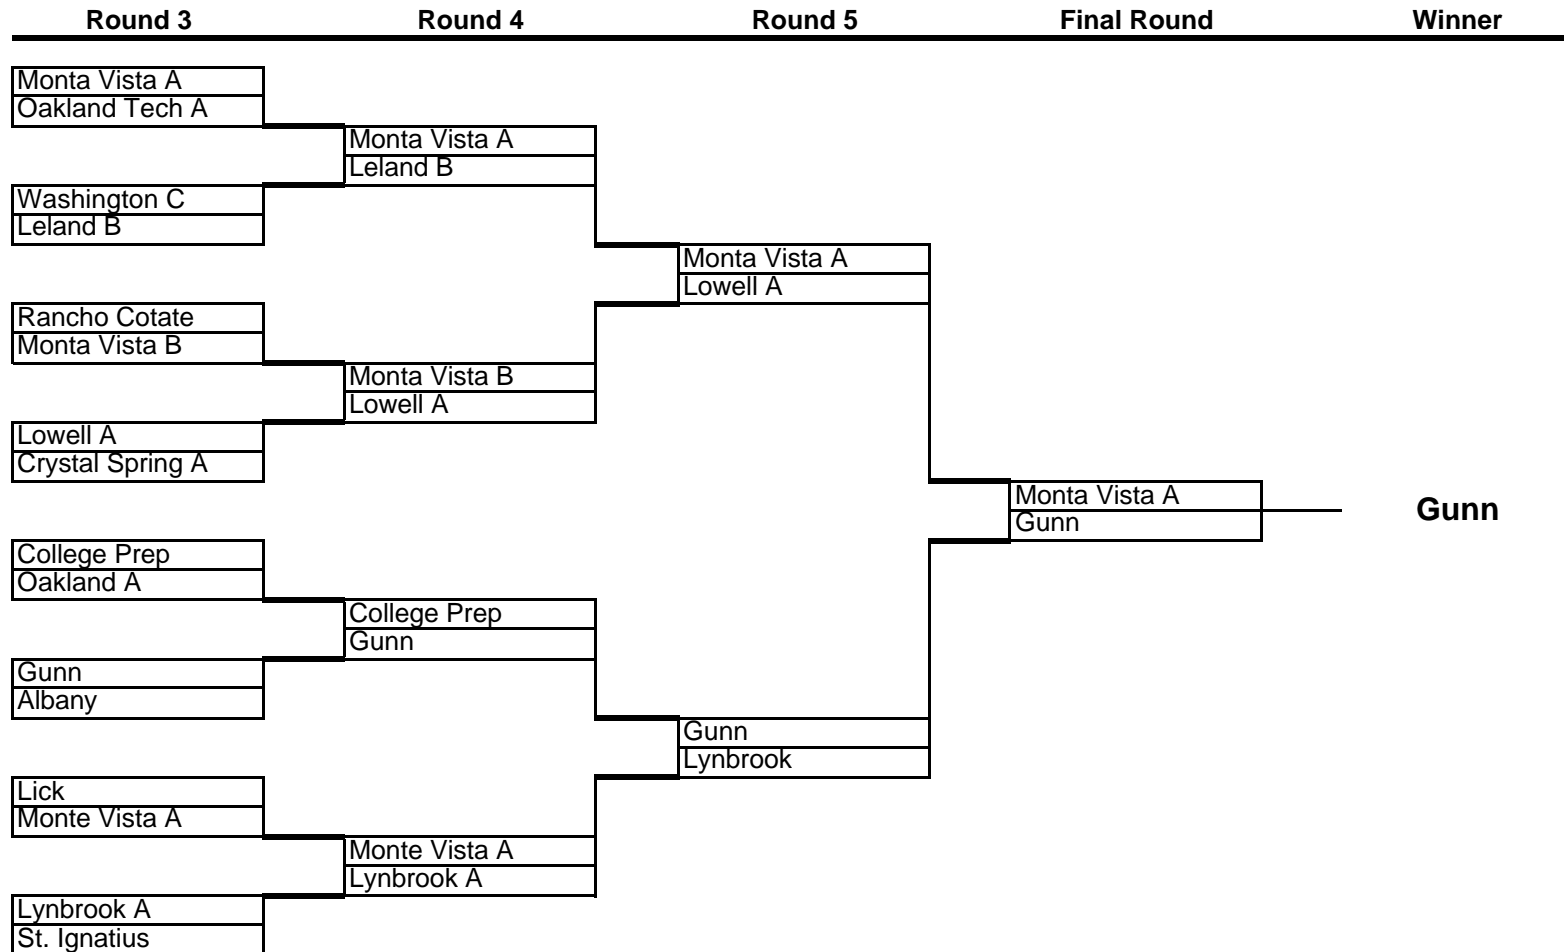 Round 3 Round 4 Round 5 Final Round Winner
Monta Vista A
Oakland Tech A
Monta Vista A
Leland B
Washington C
Leland B
Monta Vista A
Lowell A
Rancho Cotate
Monta Vista B
Monta Vista B
Lowell A
Lowell A
Crystal Spring A
Monta Vista A
Gunn
Gunn
College Prep
Oakland A
College Prep
Gunn
Gunn
Albany
Gunn
Lynbrook
Lick
Monte Vista A
Monte Vista A
Lynbrook A
Lynbrook A
St. Ignatius